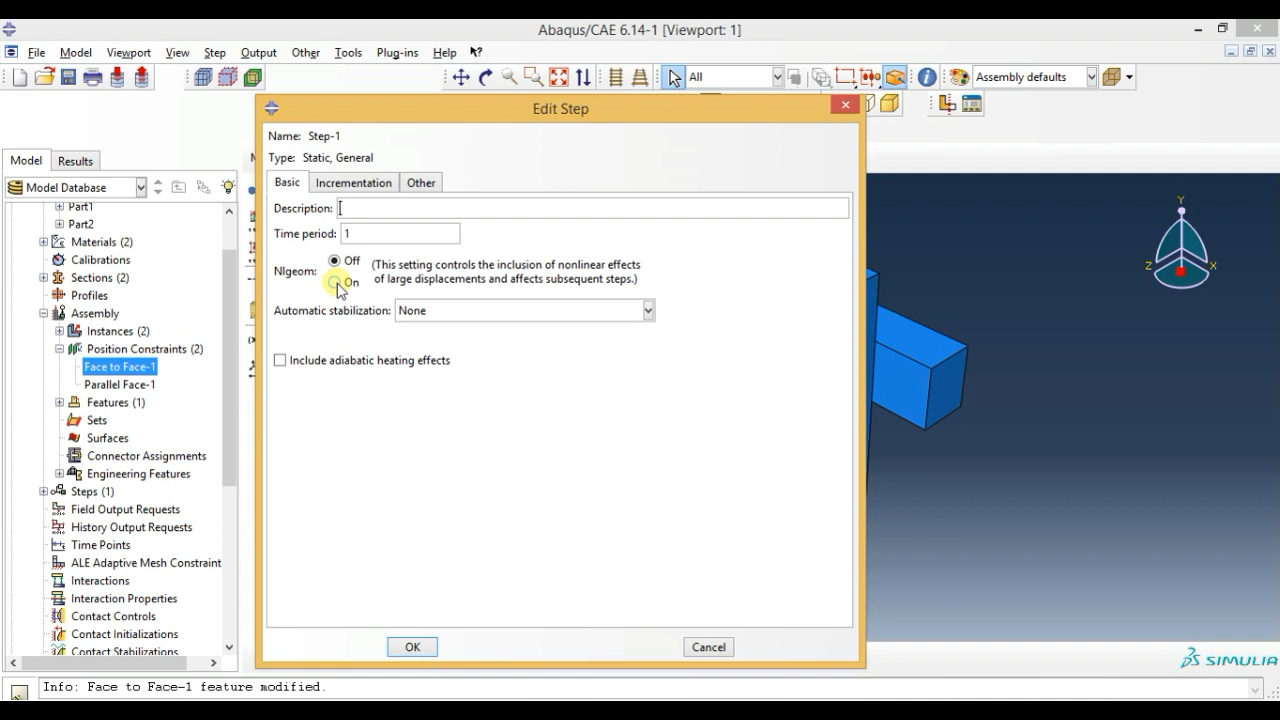 Abaqus/CAE 6.14-1 [Viewport: 1]
File Model Viewport View Step Output Other Tools Plug-ins Help
All
Assembly defaults
Edit Step
Name: Step-1
Type: Static, General
Basic Incrementation Other
Description:
Time period: 1
Nlgeom:
Off
On
(This setting controls the inclusion of nonlinear effects
of large displacements and affects subsequent steps.)
Automatic stabilization: None
Include adiabatic heating effects
OK
Cancel
Model Results
Model Database
Part1
Part2
Materials (2)
Calibrations
Sections (2)
Profiles
Assembly
Instances (2)
Position Constraints (2)
Face to Face-1
Parallel Face-1
Features (1)
Sets
Surfaces
Connector Assignments
Engineering Features
Steps (1)
Field Output Requests
History Output Requests
Time Points
ALE Adaptive Mesh Constraint
Interactions
Interaction Properties
Contact Controls
Contact Initializations
Contact Stabilizations
Y
Z
X
SIMULIA
Info: Face to Face-1 feature modified.